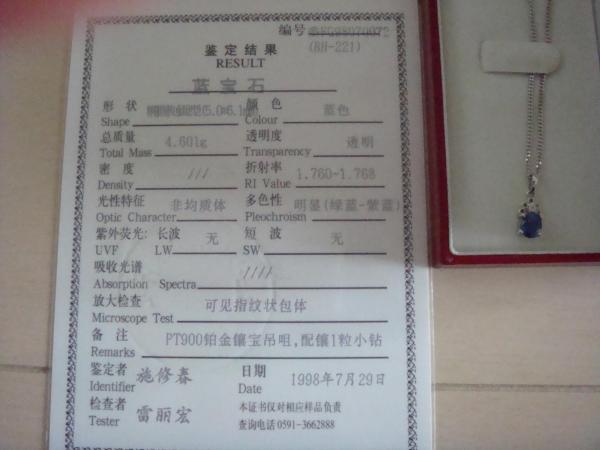 编号
(BH-221)
鉴定结果
RESULT
蓝宝石
形状 Shape 颜色 Colour 蓝色
总质量 Total Mass 4.601g 透明度 Transparency 透明
密度 Density /// 折射率 RI Value 1.760-1.768
光性特征 Optic Character 非均质体 多色性 Pleochroism 明显(绿蓝-紫蓝)
紫外荧光: 长波 UVF LW 无 短波 SW 无
吸收光谱 Absorption Spectra ////
放大检查 Microscope Test 可见指纹状包体
备注 Remarks PT900铂金镶宝吊咀,配镶1粒小钻
鉴定者 Identifier 施修春 日期 Date 1998年7月29日
检查者 Tester 雷丽宏 本证书仅对相应样品负责
查询电话 0591-3662888